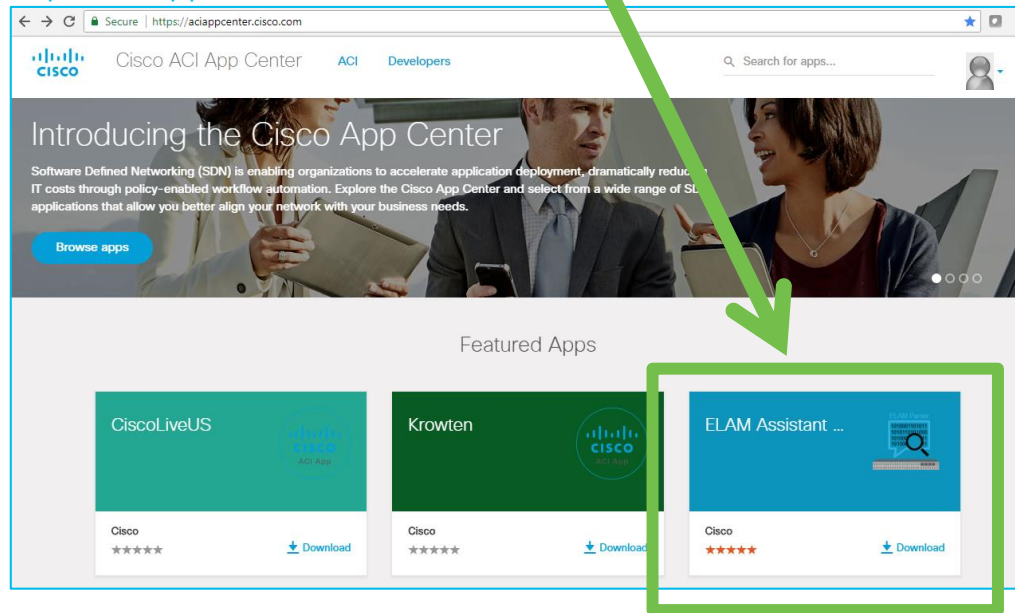 Secure | https://aciappcenter.cisco.com
CISCO
Cisco ACI App Center
ACI
Developers
Search for apps...
Introducing the Cisco App Center
Software Defined Networking (SDN) is enabling organizations to accelerate application deployment, dramatically
IT costs through policy-enabled workflow automation. Explore the Cisco App Center and select from a wide range of
applications that allow you better align your network with your business needs.
Browse apps
Featured Apps
CiscoLiveUS
CISCO
ACI App
Krowten
CISCO
ACI App
ELAM Assistant ...
ELAM Parser
Cisco
Download
Cisco
Download
Cisco
Download